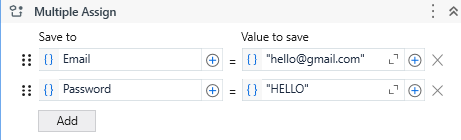 Multiple Assign
Save to Value to save
{ } Email = { } "hello@gmail.com"
{ } Password = { } "HELLO"
Add